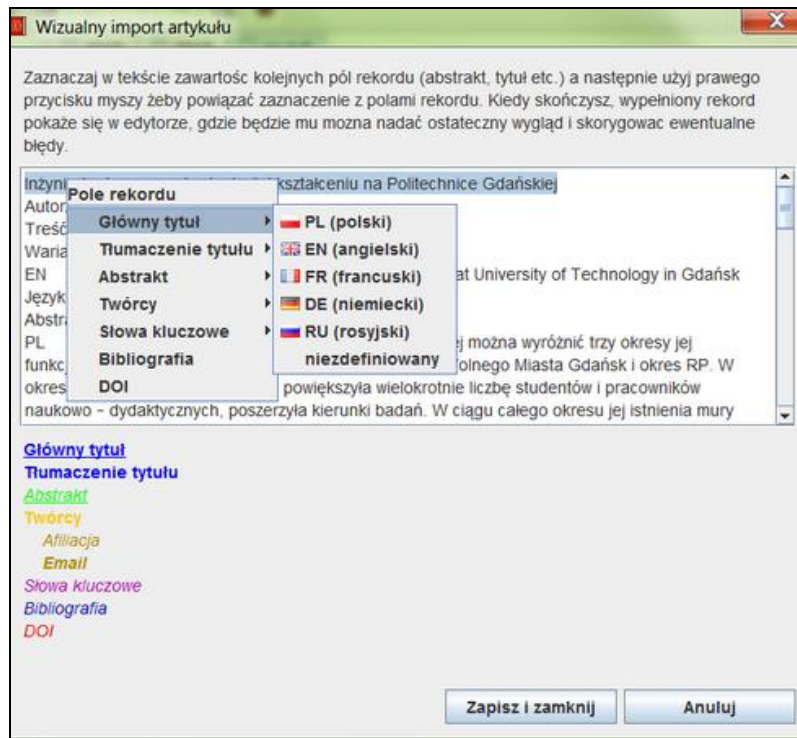 Wizualny import artykułu
Zaznaczaj w tekście zawartośc kolejnych pól rekordu (abstrakt, tytuł etc.) a następnie użyj prawego
przycisku myszy żeby powiązać zaznaczenie z polami rekordu. Kiedy skończysz, wypełniony rekord
pokaże się w edytorze, gdzie będzie mu mozna nadać ostateczny wygląd i skorygowac ewentualne
błędy.
kształceniu na Politechnice Gdańskiej
Pole rekordu
Autor
Główny tytuł
PL (polski)
Treść
Waria
Tłumaczenie tytułu
EN (angielski)
EN
Abstrakt
FR (francuski)
at University of Technology in Gdańsk
Język
Twórcy
DE (niemiecki)
Abstr
Słowa kluczowe
RU (rosyjski)
PL
ej można wyróżnić trzy okresy jej
Bibliografia
niezdefiniowany
funkc
olnego Miasta Gdańsk i okres RP. W
DOI
okres
powiększyła wielokrotnie liczbę studentów i pracowników
naukowo - dydaktycznych, poszerzyła kierunki badań. W ciągu całego okresu jej istnienia mury
Główny tytuł
Tłumaczenie tytułu
Abstrakt
Twórcy
Afiliacja
Email
Słowa kluczowe
Bibliografia
DOI
Zapisz i zamknij
Anuluj